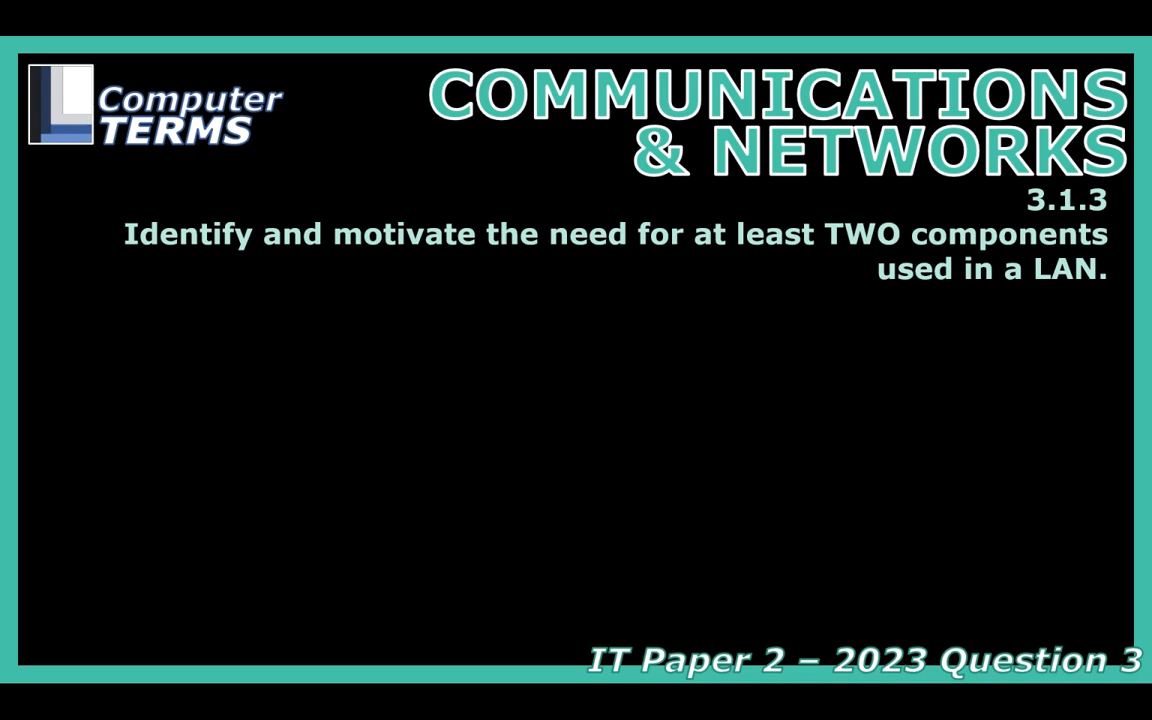 Computer
TERMS
COMMUNICATIONS
& NETWORKS
3.1.3
Identify and motivate the need for at least TWO components
used in a LAN.
IT Paper 2 – 2023 Question 3